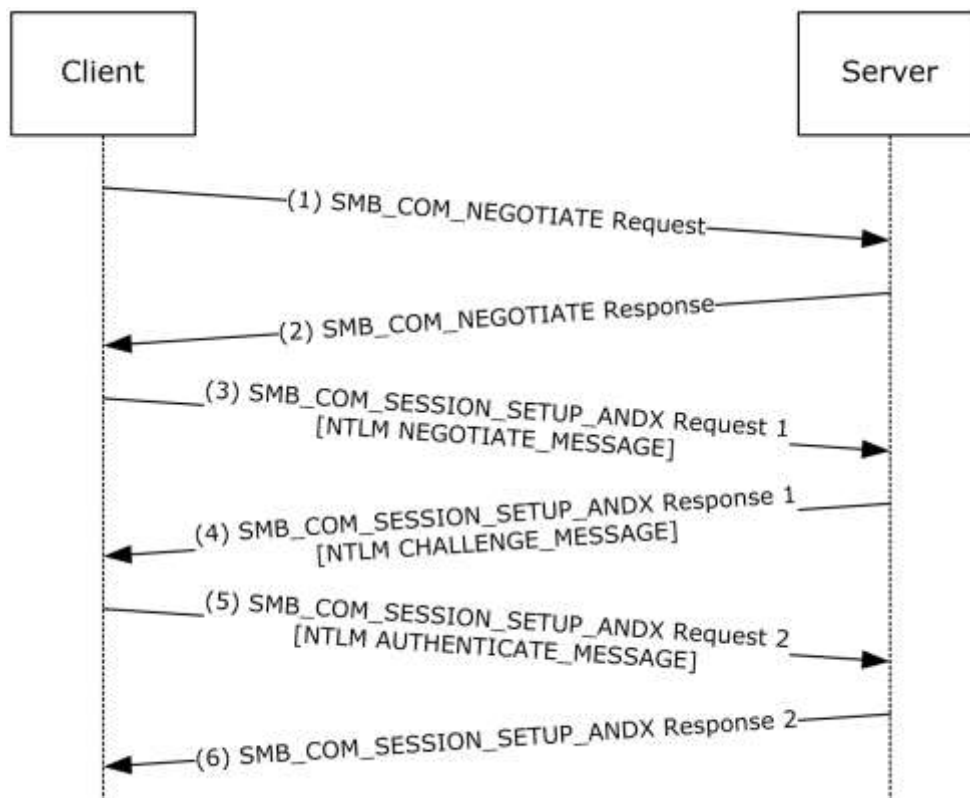 Client
Server
(1) SMB_COM_NEGOTIATE Request
(2) SMB_COM_NEGOTIATE Response
(3) SMB_COM_SESSION_SETUP_ANDX Request 1
[NTLM NEGOTIATE_MESSAGE]
(4) SMB_COM_SESSION_SETUP_ANDX Response 1
[NTLM CHALLENGE_MESSAGE]
(5) SMB_COM_SESSION_SETUP_ANDX Request 2
[NTLM AUTHENTICATE_MESSAGE]
(6) SMB_COM_SESSION_SETUP_ANDX Response 2